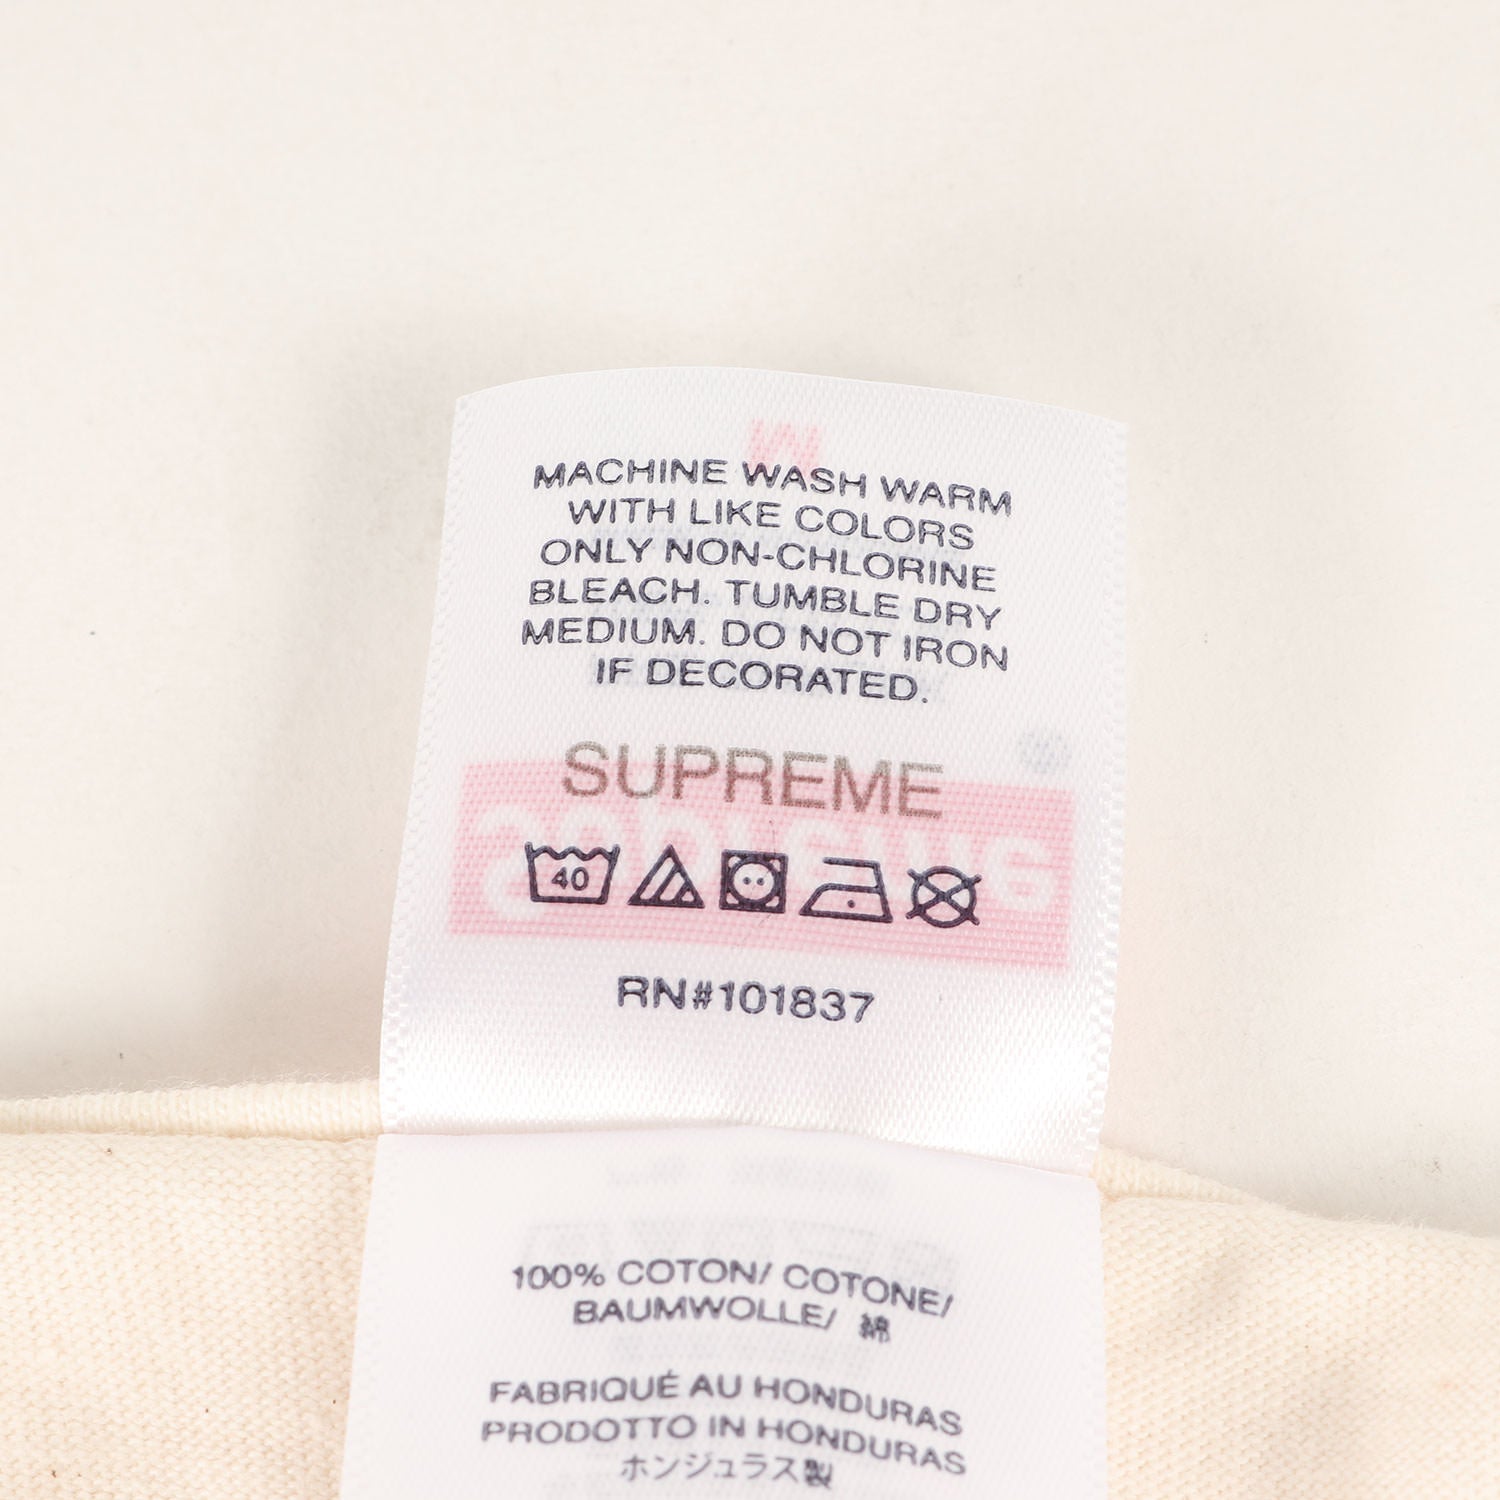 MACHINE WASH WARM
WITH LIKE COLORS
ONLY NON-CHLORINE
BLEACH. TUMBLE DRY
MEDIUM. DO NOT IRON
IF DECORATED.
SUPREME
40
RN#101837
100% COTON/ COTONE/
BAUMWOLLE/ 綿
FABRIQUÉ AU HONDURAS
PRODOTTO IN HONDURAS
ホンジュラス製